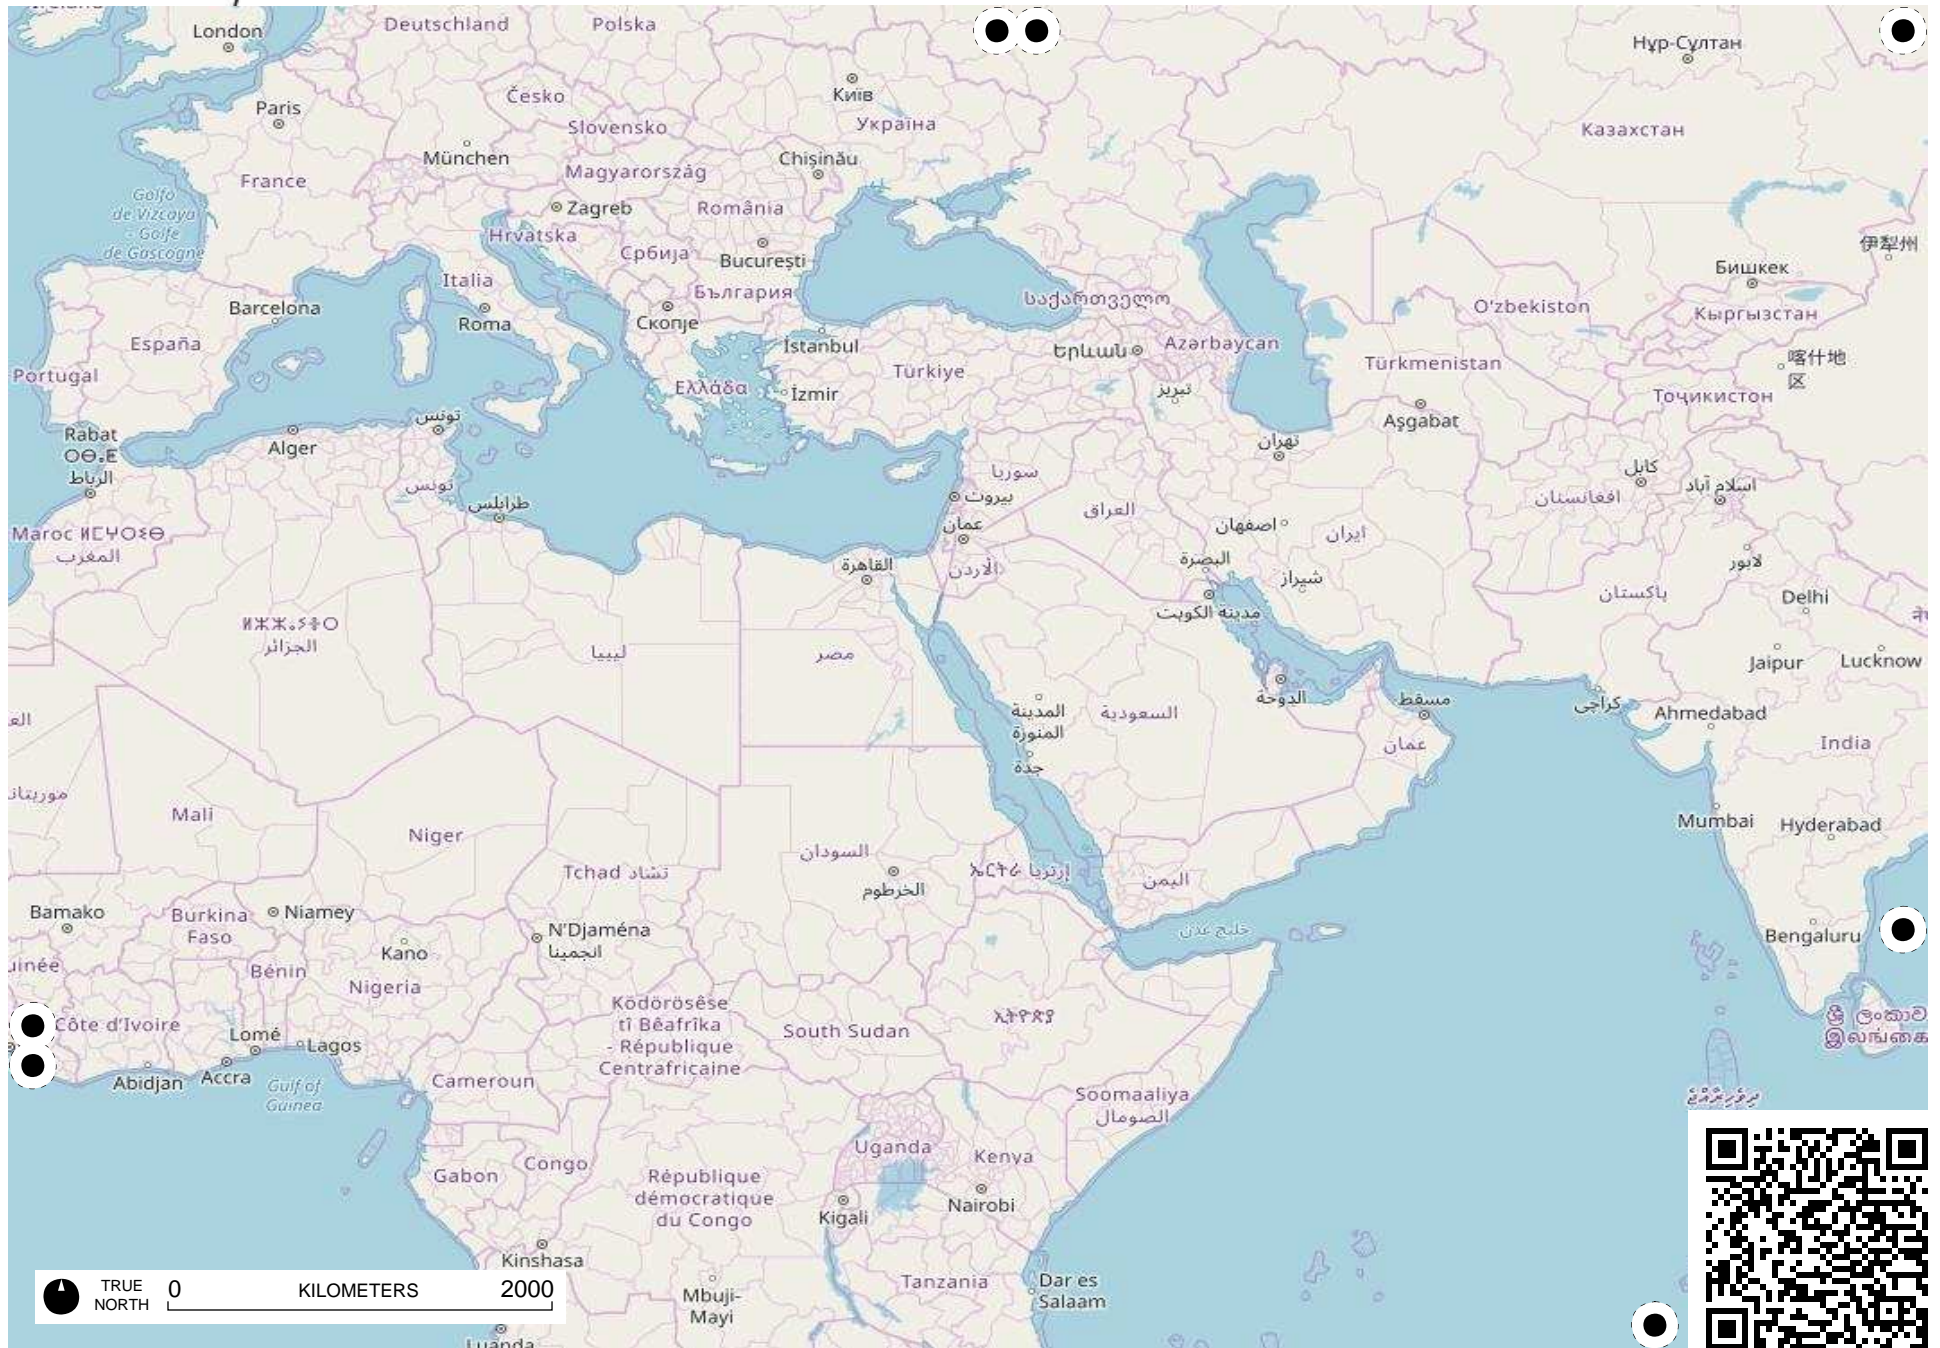 London
Deutschland
Polska
Нұр-Сұлтан
Paris
Česko
Київ
Україна
Казахстан
Slovensko
München
Chișinău
Magyarország
France
Golfo
de Vizcaya
- Golfe
de Gascogne
Zagreb
România
Hrvatska
Србија
București
伊犁州
Бишкек
Italia
България
Barcelona
Roma
Скопје
საქართველო
O'zbekiston
Кыргызстан
España
İstanbul
Երևան
Azərbaycan
喀什地
区
Portugal
Türkiye
Türkmenistan
Ελλάδα
İzmir
تبریز
Тоҷикистон
تونس
Aşgabat
Rabat
ⵔⴱⴰⵟ
الرباط
Alger
تهران
سوريا
کابل
تونس
بيروت
افغانستان
اسلام آباد
طرابلس
العراق
عمان
اصفهان
ایران
Maroc ⵍⵎⵖⵔⵉⴱ
المغرب
القاهرة
الأردن
البصرة
شیراز
لاہور
مدينة الكويت
پاکستان
Delhi
ⵍⵣⵣⴰⵢⴻⵔ
الجزائر
ليبيا
مصر
Jaipur
Lucknow
الدوحة
مسقط
کراچی
المدينة
المنورة
السعودية
Ahmedabad
عمان
India
جدة
Mali
Niger
Mumbai
Hyderabad
السودان
Tchad تشاد
ኤርትራ إرتريا
اليمن
الخرطوم
Bamako
Burkina
Faso
Niamey
N'Djaména
انجمينا
خليج عدن
Kano
Bengaluru
Bénin
Nigeria
Côte d'Ivoire
Ködörösêse
tî Bêafrîka
- République
Centrafricaine
South Sudan
ኢትዮጵያ
Lomé
Lagos
Abidjan
Accra
Gulf of
Guinea
Cameroun
Soomaaliya
الصومال
ދިވެހިރާއްޖެ
Uganda
Kenya
Gabon
Congo
République
démocratique
du Congo
Kigali
Nairobi
Kinshasa
Tanzania
Dar es
Salaam
Mbuji-
Mayi
TRUE
NORTH
0 KILOMETERS 2000
Luanda